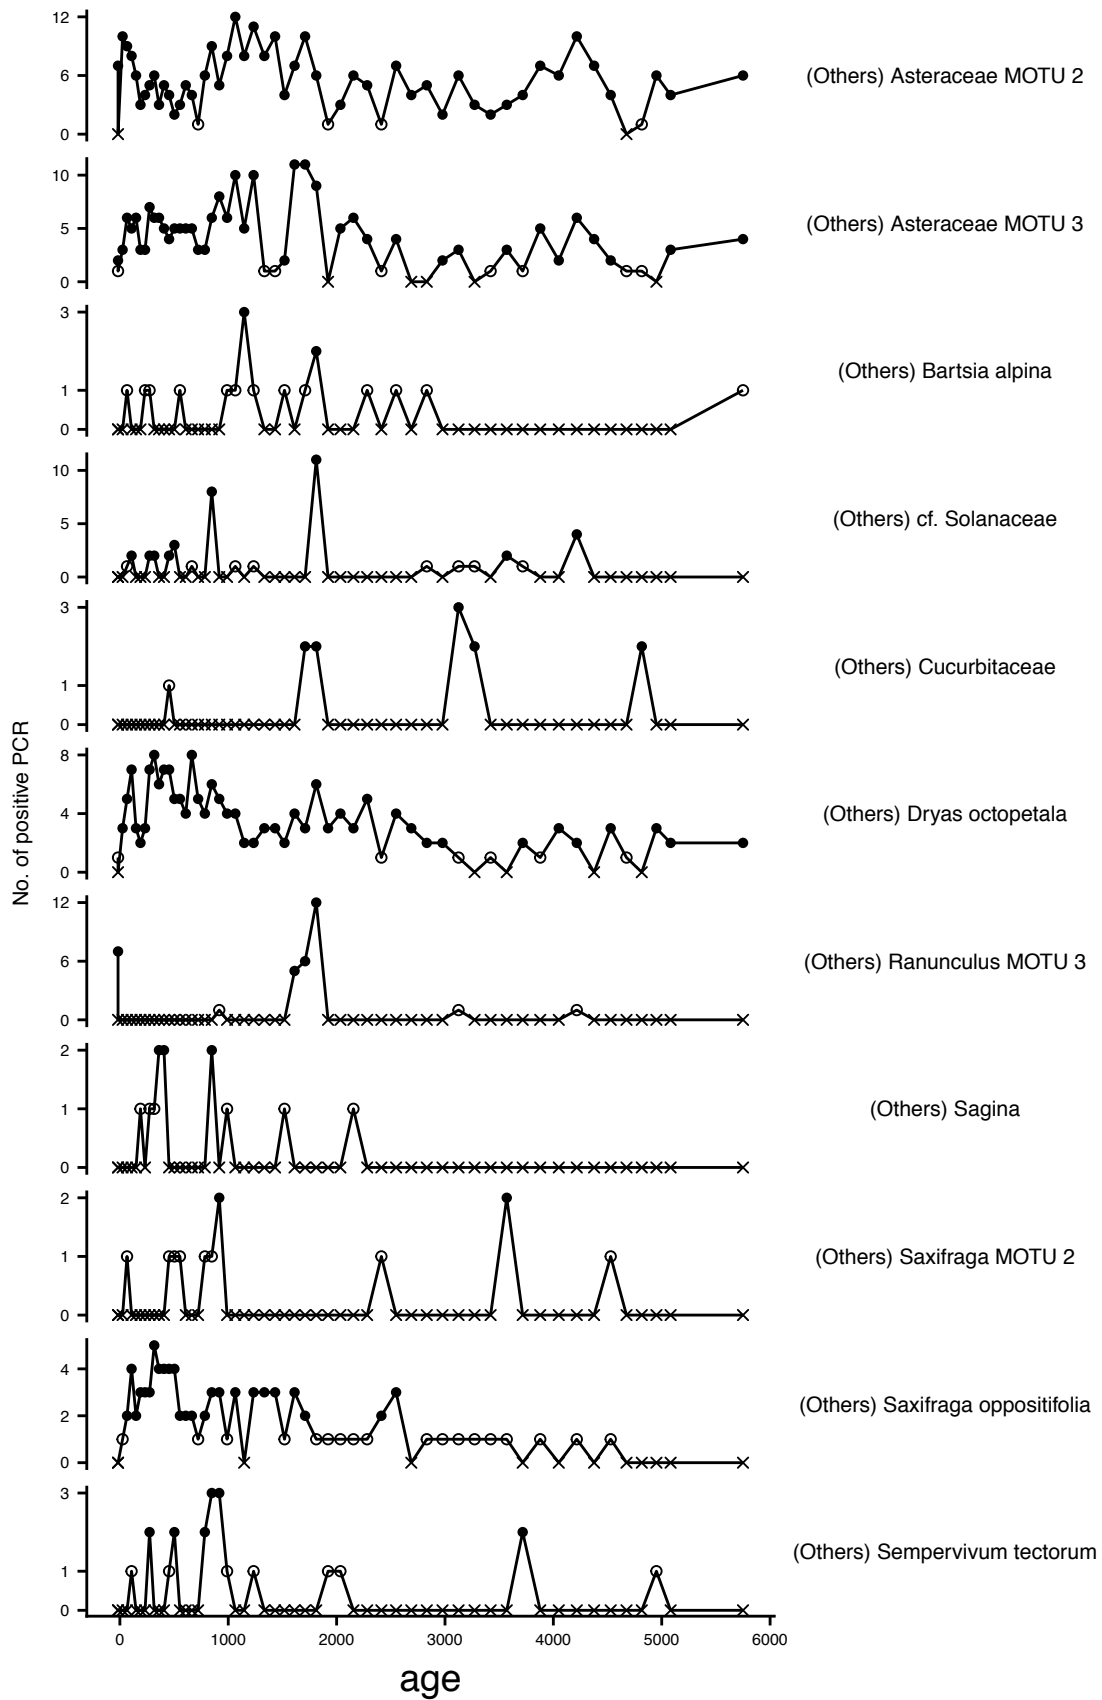 12
6
0
(Others) Asteraceae MOTU 2
10
5
0
(Others) Asteraceae MOTU 3
3
1
0
(Others) Bartsia alpina
10
5
0
(Others) cf. Solanaceae
3
1
0
(Others) Cucurbitaceae
No. of positive PCR
8
4
0
(Others) Dryas octopetala
12
6
0
(Others) Ranunculus MOTU 3
2
1
0
(Others) Sagina
2
1
0
(Others) Saxifraga MOTU 2
4
2
0
(Others) Saxifraga oppositifolia
3
1
0
(Others) Sempervivum tectorum
0 1000 2000 3000 4000 5000 6000
age